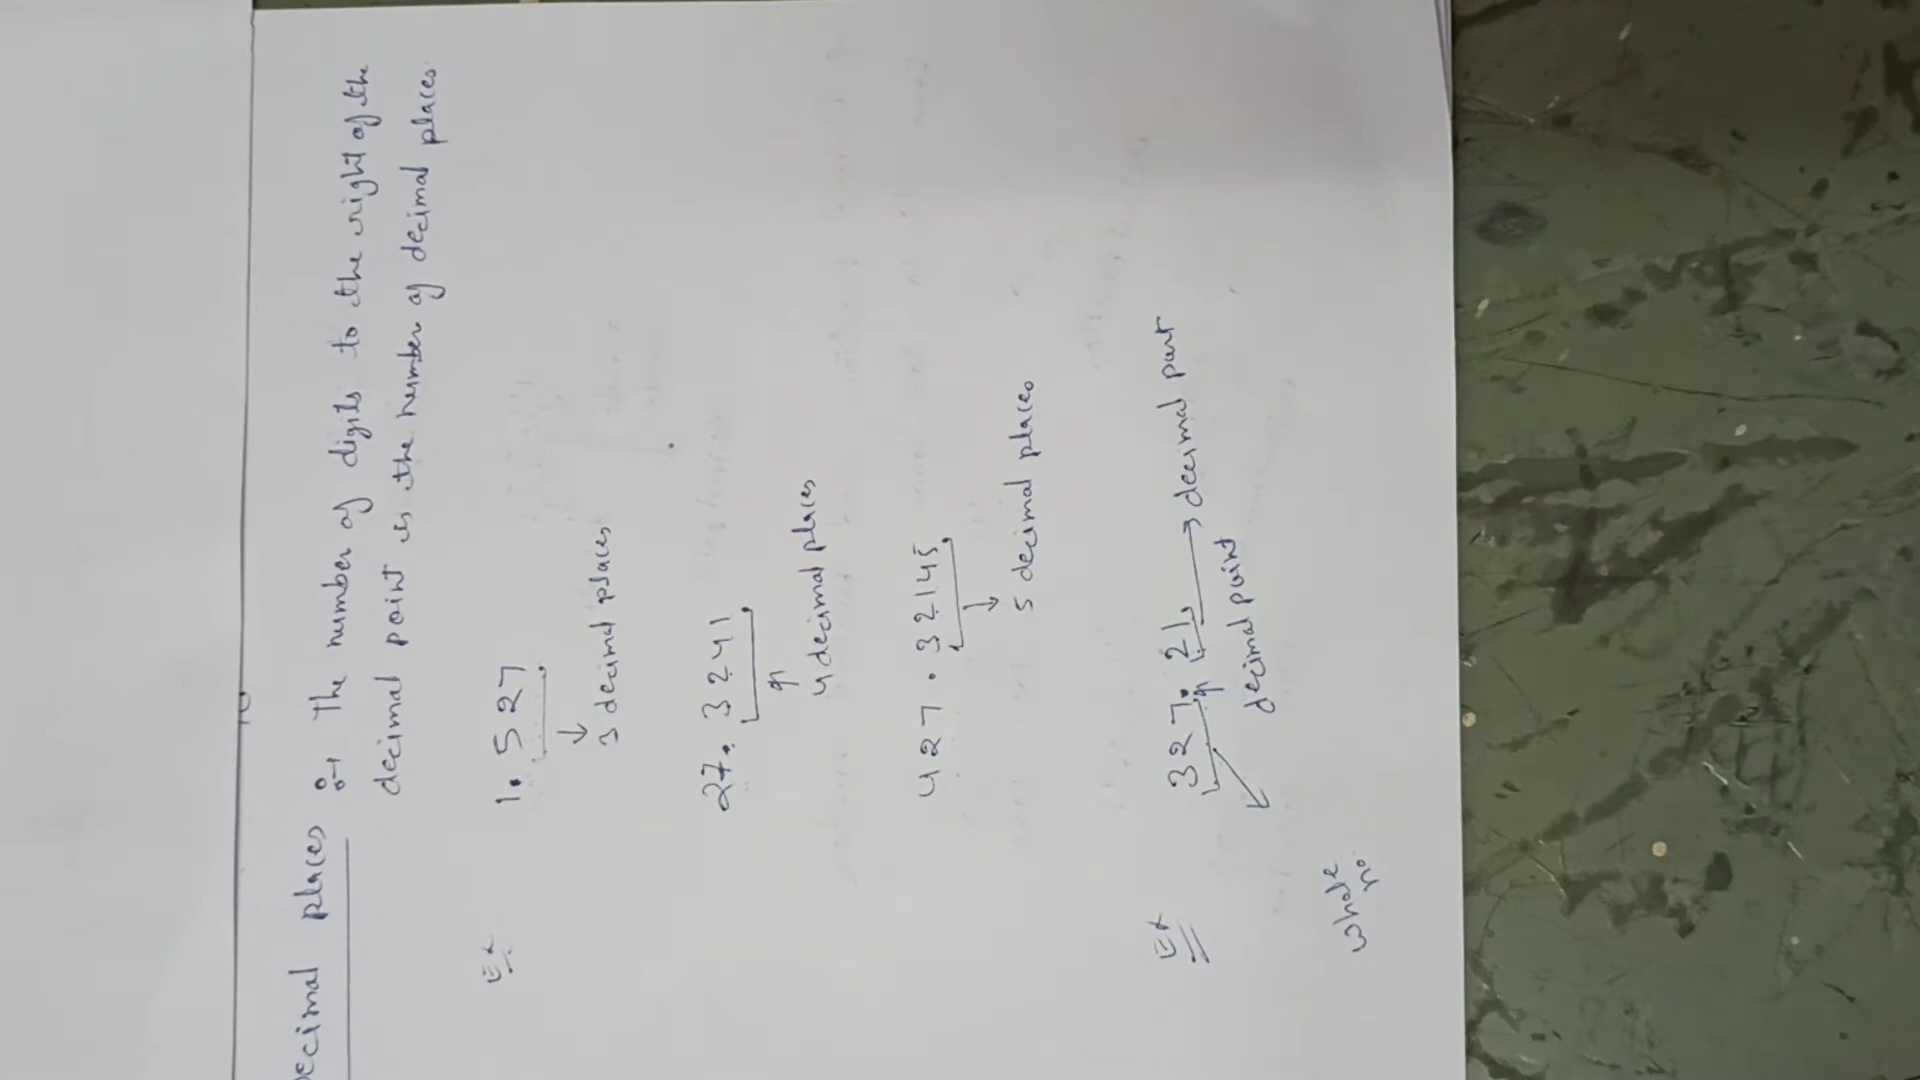 ecimal places :- The number of digits to the right of the
decimal point is the number of decimal places
Ex
1.527
↓
3 decimal places
27.3241
4 decimal places
427.32145
↓
5 decimal places
Ex
327.21 → decimal part
decimal point
whole
no.